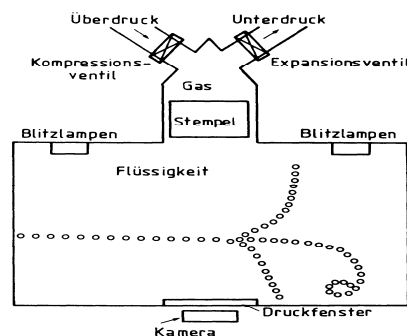 Überdruck
Unterdruck
Kompressions-
ventil
Expansionsventil
Gas
Stempel
Blitzlampen
Blitzlampen
Flüssigkeit
Druckfenster
Kamera